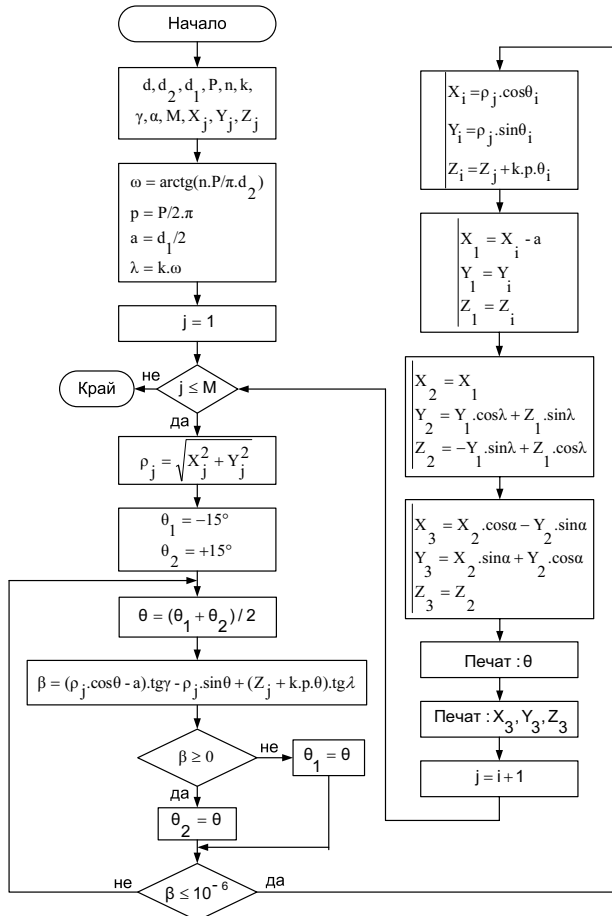 Начало
d, d₂, d₁, P, n, k,
γ, α, M, Xⱼ, Yⱼ, Zⱼ
ω = arctg(n.P/π.d₂)
p = P/2.π
a = d₁/2
λ = k.ω
j = 1
Край
не
j ≤ M
да
ρⱼ = √(Xⱼ² + Yⱼ²)
θ₁ = −15°
θ₂ = +15°
θ = (θ₁ + θ₂) / 2
β = (ρⱼ.cosθ - a).tgγ - ρⱼ.sinθ + (Zⱼ + k.p.θ).tgλ
β ≥ 0
не
θ₁ = θ
да
θ₂ = θ
не
β ≤ 10⁻⁶
да
Xᵢ = ρⱼ.cosθᵢ
Yᵢ = ρⱼ.sinθᵢ
Zᵢ = Zⱼ + k.p.θᵢ
X₁ = Xᵢ - a
Y₁ = Yᵢ
Z₁ = Zᵢ
X₂ = X₁
Y₂ = Y₁.cosλ + Z₁.sinλ
Z₂ = −Y₁.sinλ + Z₁.cosλ
X₃ = X₂.cosα − Y₂.sinα
Y₃ = X₂.sinα + Y₂.cosα
Z₃ = Z₂
Печат : θ
Печат : X₃, Y₃, Z₃
j = i + 1